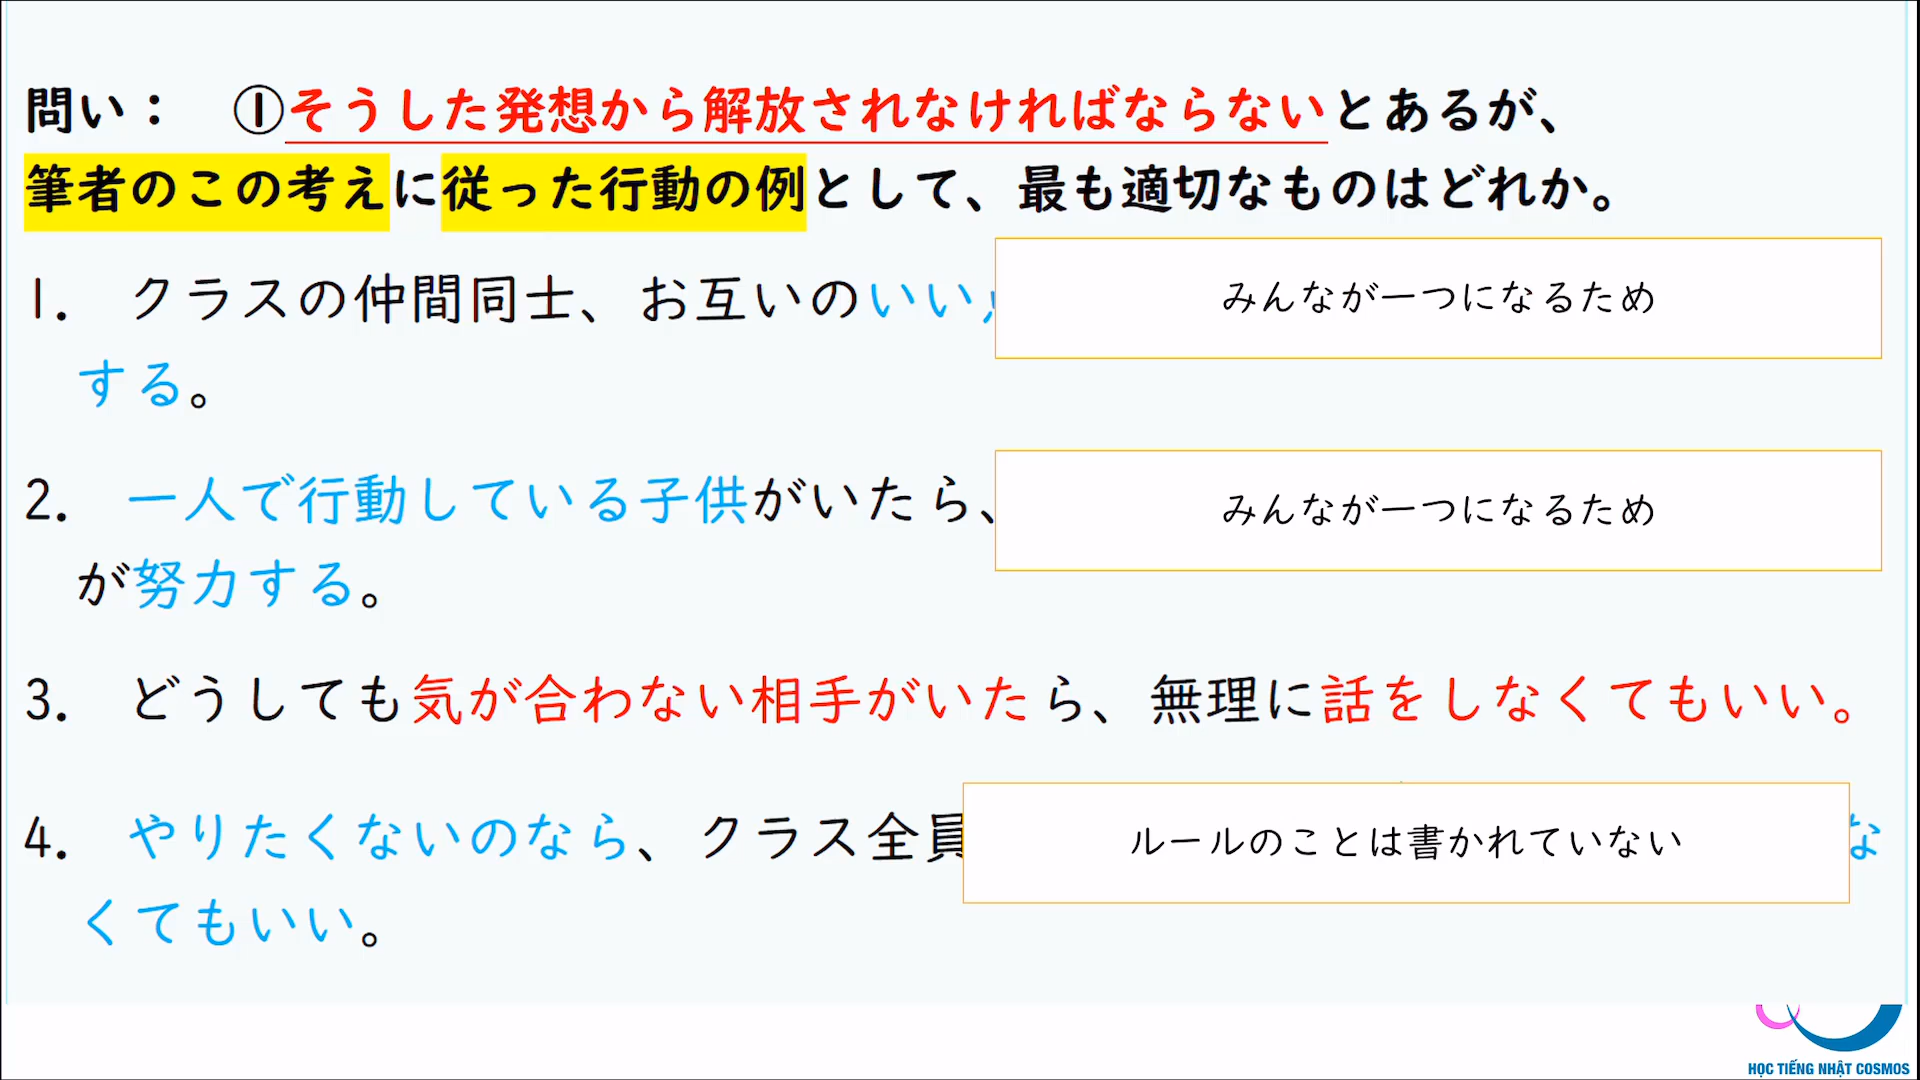 問い： ①そうした発想から解放されなければならないとあるが、
筆者のこの考えに従った行動の例として、最も適切なものはどれか。
1. クラスの仲間同士、お互いのいい
みんなが一つになるため
する。
2. 一人で行動している子供がいたら、
みんなが一つになるため
が努力する。
3. どうしても気が合わない相手がいたら、無理に話をしなくてもいい。
4. やりたくないのなら、クラス全員
ルールのことは書かれていない
な
くてもいい。
HỌC TIẾNG NHẬT COSMOS